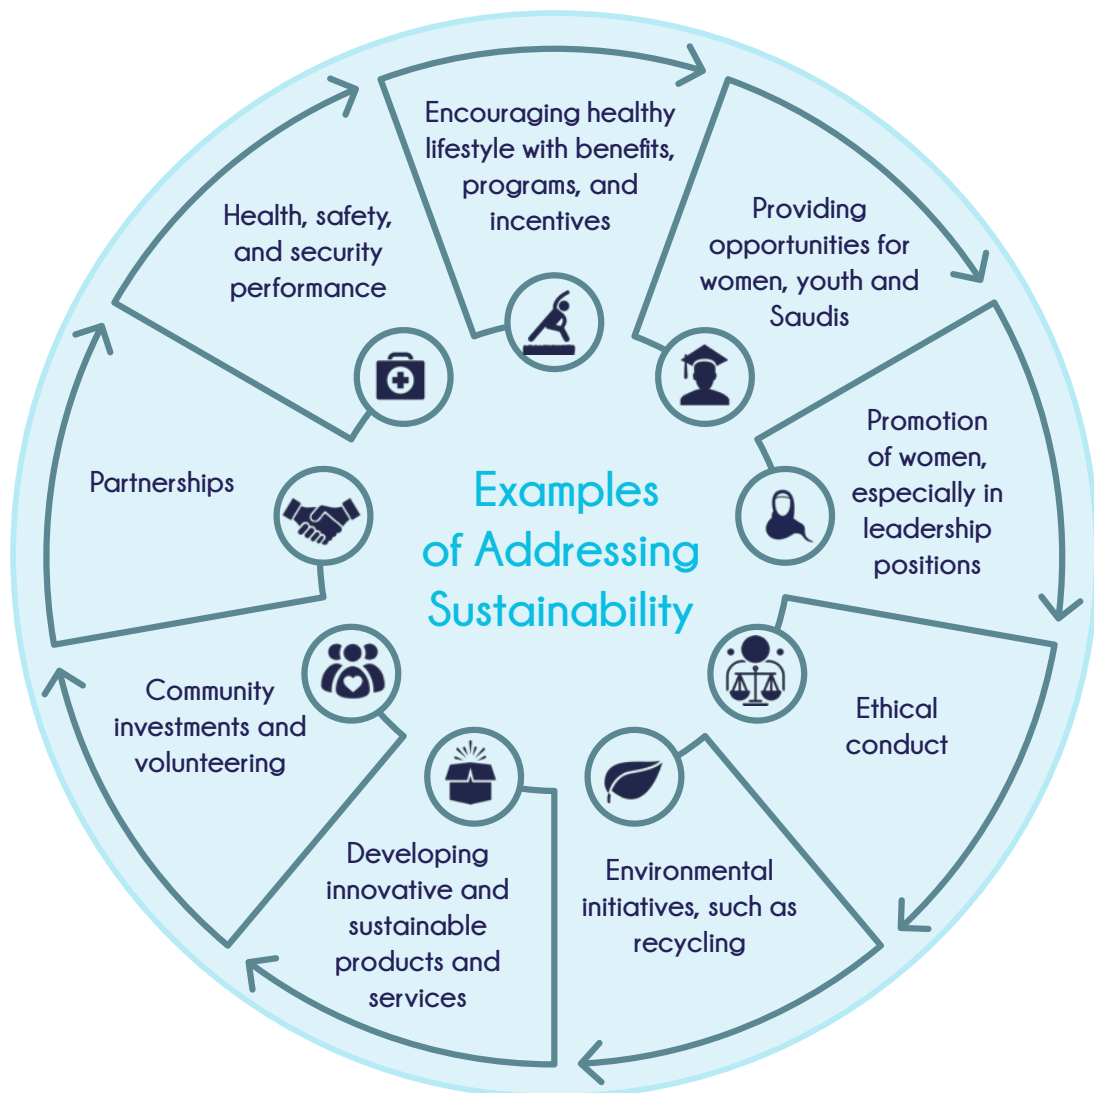 Encouraging healthy
lifestyle with benefits,
programs, and
incentives
Providing
opportunities for
women, youth and
Saudis
Promotion
of women,
especially in
leadership
positions
Ethical
conduct
Environmental
initiatives, such as
recycling
Developing
innovative and
sustainable
products and
services
Community
investments and
volunteering
Partnerships
Health, safety,
and security
performance
Examples
of Addressing
Sustainability